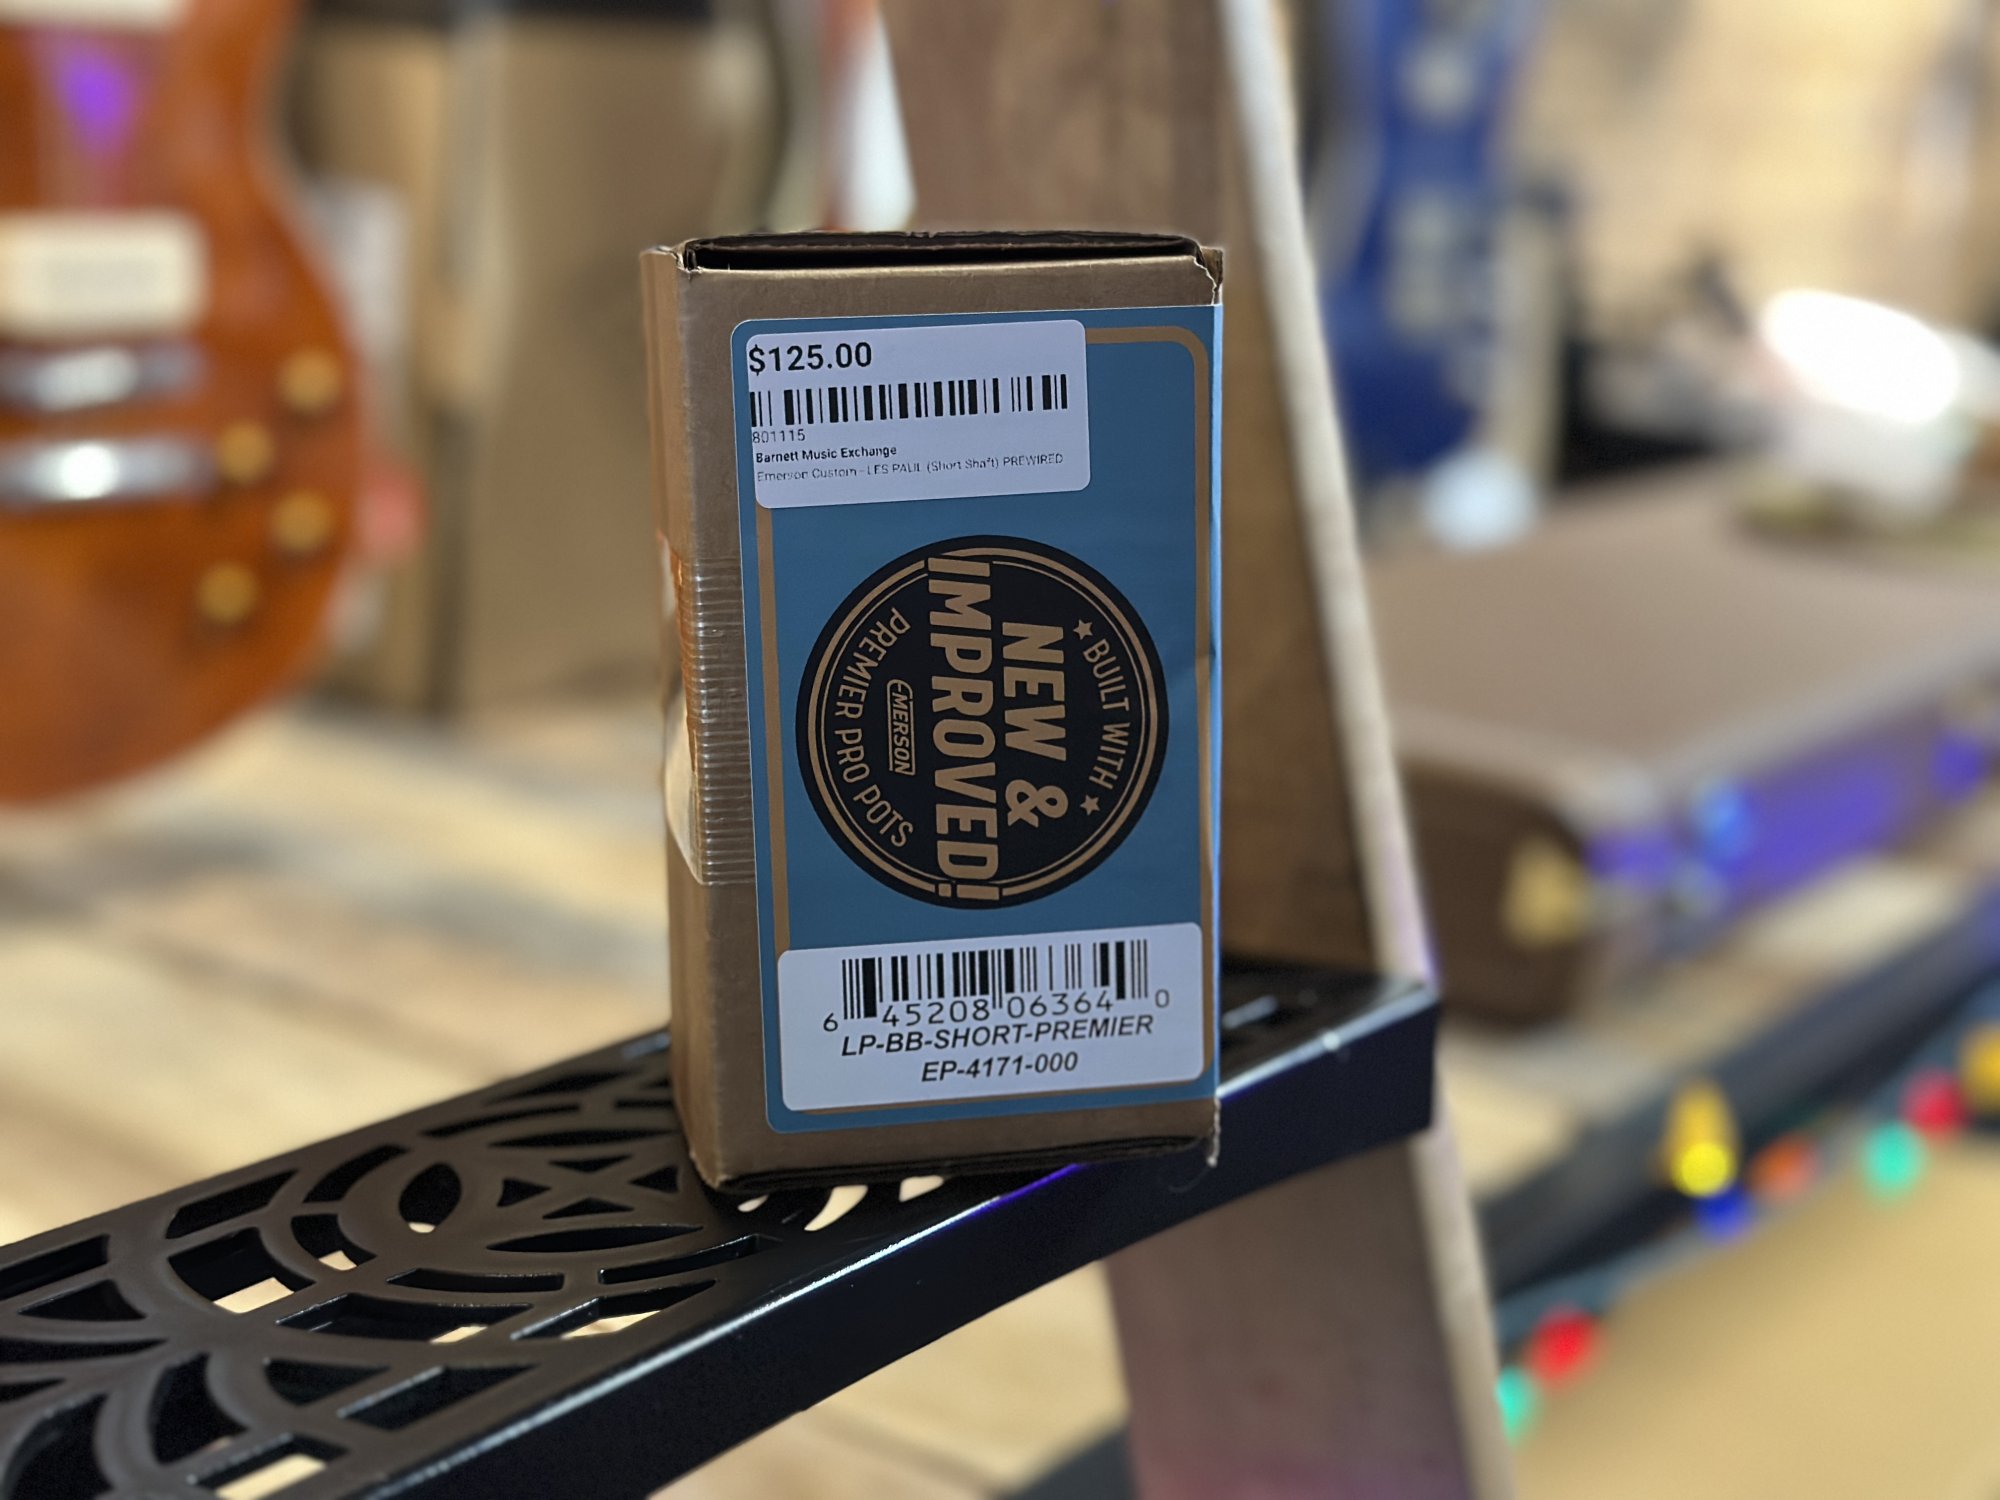 $125.00
801115
Barnett Music Exchange
Emerson Custom - LES PAUL (Short Shaft) PREWIRED
★ BUILT WITH ★
NEW &
IMPROVED!
EMERSON
PREMIER PRO POTS
6 45208 06364 0
LP-BB-SHORT-PREMIER
EP-4171-000